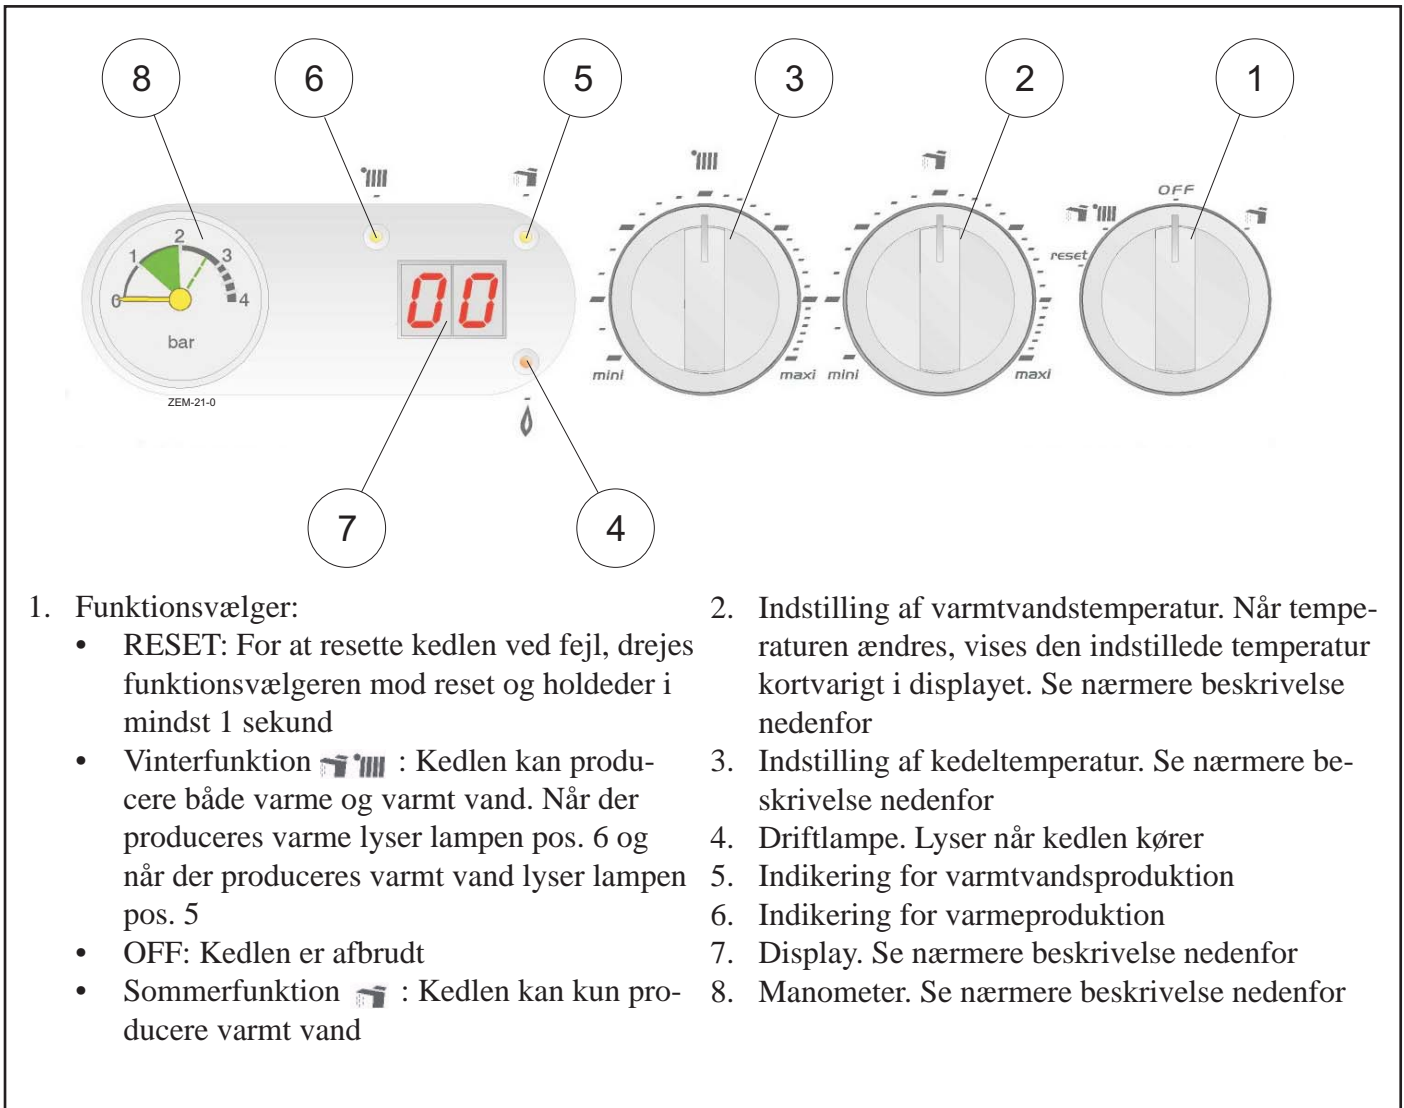 8 6 5 3 2 1
OFF
reset
0 1 2 3 4
bar
00
mini maxi mini maxi
ZEM-21-0
7 4
1. Funktionsvælger:
• RESET: For at resette kedlen ved fejl, drejes
funktionsvælgeren mod reset og holdeder i
mindst 1 sekund
• Vinterfunktion : Kedlen kan produ-
cere både varme og varmt vand. Når der
produceres varme lyser lampen pos. 6 og
når der produceres varmt vand lyser lampen
pos. 5
• OFF: Kedlen er afbrudt
• Sommerfunktion : Kedlen kan kun pro-
ducere varmt vand
2. Indstilling af varmtvandstemperatur. Når tempe-
raturen ændres, vises den indstillede temperatur
kortvarigt i displayet. Se nærmere beskrivelse
nedenfor
3. Indstilling af kedeltemperatur. Se nærmere be-
skrivelse nedenfor
4. Driftlampe. Lyser når kedlen kører
5. Indikering for varmtvandsproduktion
6. Indikering for varmeproduktion
7. Display. Se nærmere beskrivelse nedenfor
8. Manometer. Se nærmere beskrivelse nedenfor